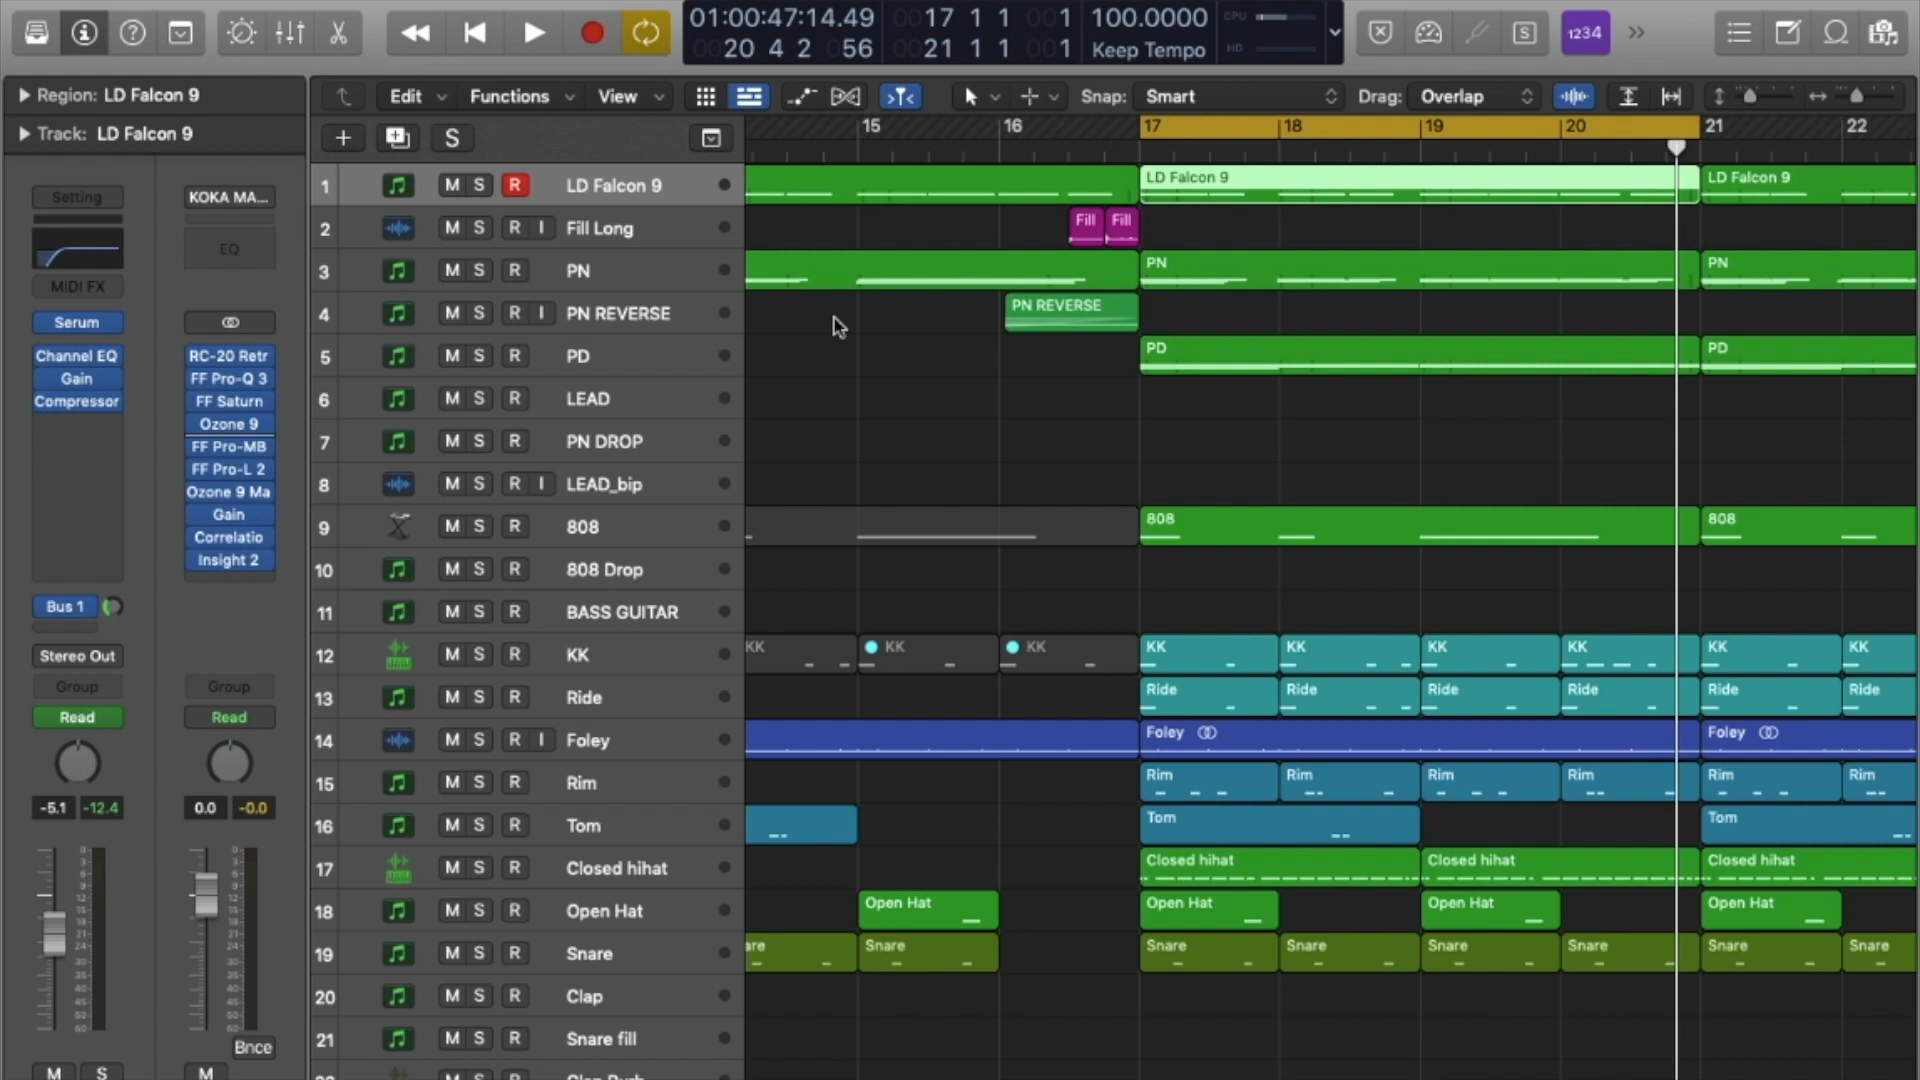 01:00:47:14.49 0017 1 1 001 100.0000 CPU
0020 4 2 056 0021 1 1 001 Keep Tempo HD
S 1234
Region: LD Falcon 9
Edit Functions View Snap: Smart Drag: Overlap
Track: LD Falcon 9
S
15 16 17 18 19 20 21 22
Setting KOKA MA...
EQ
MIDI FX
Serum
Channel EQ RC-20 Retr
Gain FF Pro-Q 3
Compressor FF Saturn
Ozone 9
FF Pro-MB
FF Pro-L 2
Ozone 9 Ma
Gain
Correlatio
Insight 2
Bus 1
Stereo Out
Group Group
Read Read
-5.1 -12.4 0.0 -0.0
Bnce
M S M
1 M S R LD Falcon 9 LD Falcon 9 LD Falcon 9
2 M S R I Fill Long Fill Fill
3 M S R PN PN PN
4 M S R I PN REVERSE PN REVERSE
5 M S R PD PD PD
6 M S R LEAD
7 M S R PN DROP
8 M S R I LEAD_bip
9 M S R 808 808 808
10 M S R 808 Drop
11 M S R BASS GUITAR
12 M S R KK KK KK KK KK KK KK KK KK KK
13 M S R Ride Ride Ride Ride Ride Ride Ride
14 M S R I Foley Foley Foley
15 M S R Rim Rim Rim Rim Rim Rim Rim
16 M S R Tom Tom Tom
17 M S R Closed hihat Closed hihat Closed hihat Closed hihat
18 M S R Open Hat Open Hat Open Hat Open Hat Open Hat
19 M S R Snare are Snare Snare Snare Snare Snare Snare Snare
20 M S R Clap
21 M S R Snare fill